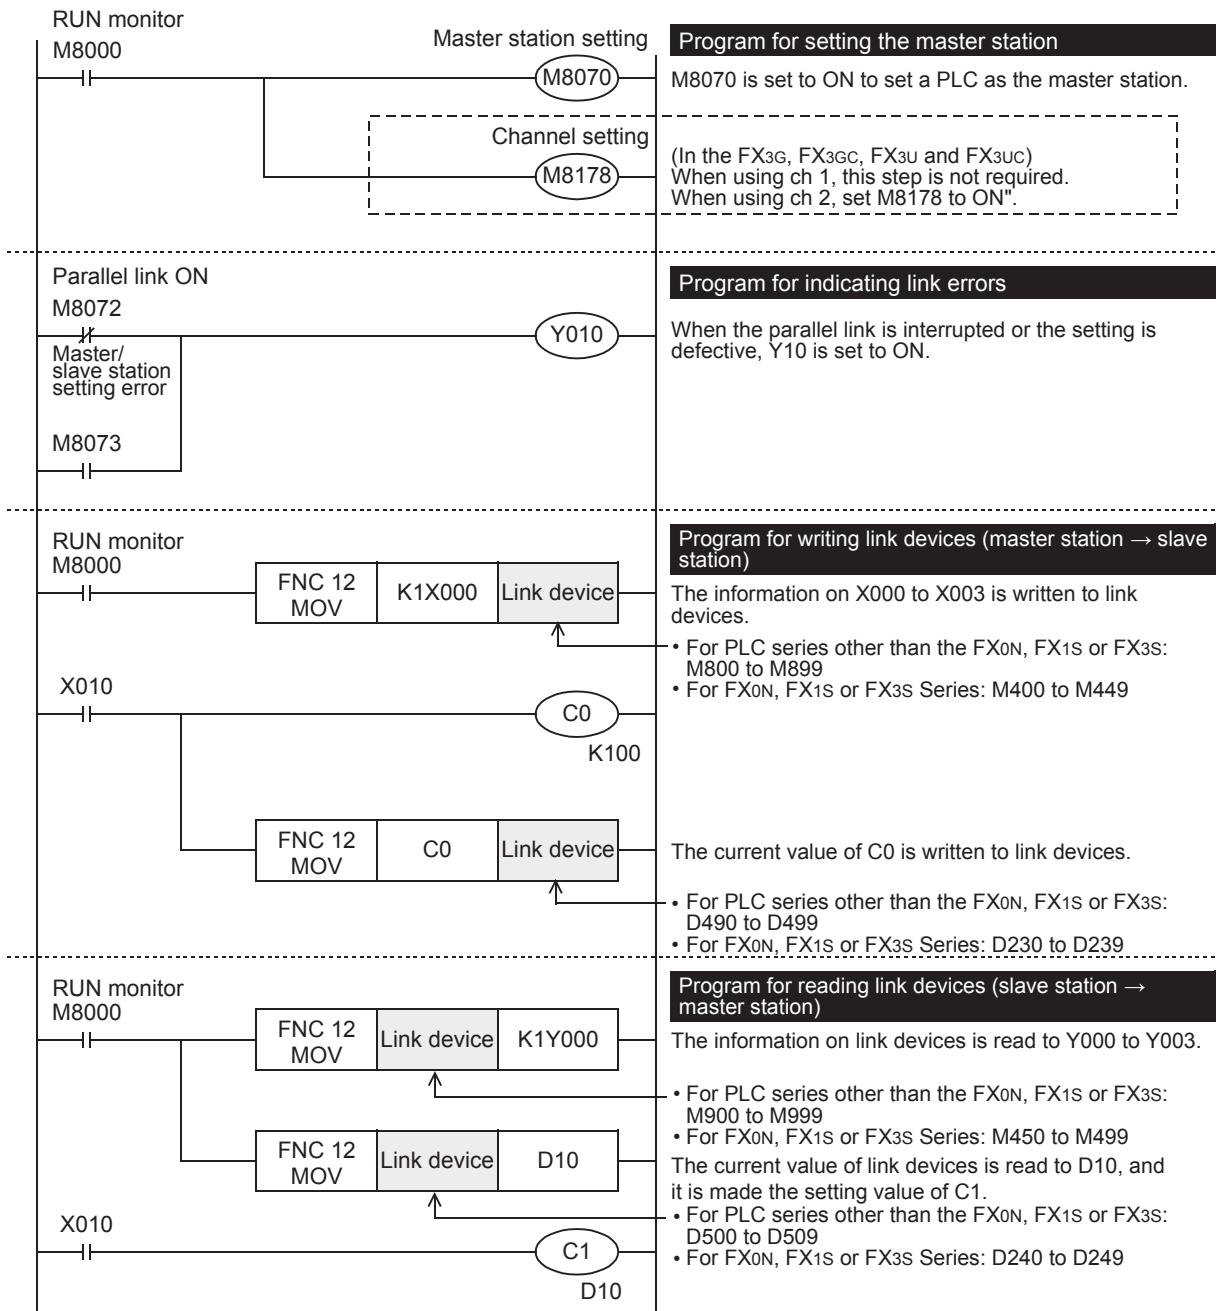 RUN monitor
M8000
Master station setting
M8070
Program for setting the master station
M8070 is set to ON to set a PLC as the master station.
Channel setting
M8178
(In the FX3G, FX3GC, FX3U and FX3UC)
When using ch 1, this step is not required.
When using ch 2, set M8178 to ON".
Parallel link ON
M8072
Master/
slave station
setting error
M8073
Y010
Program for indicating link errors
When the parallel link is interrupted or the setting is
defective, Y10 is set to ON.
RUN monitor
M8000
FNC 12
MOV
K1X000
Link device
Program for writing link devices (master station → slave
station)
The information on X000 to X003 is written to link
devices.
• For PLC series other than the FX0N, FX1S or FX3S:
M800 to M899
• For FX0N, FX1S or FX3S Series: M400 to M449
X010
C0
K100
FNC 12
MOV
C0
Link device
The current value of C0 is written to link devices.
• For PLC series other than the FX0N, FX1S or FX3S:
D490 to D499
• For FX0N, FX1S or FX3S Series: D230 to D239
RUN monitor
M8000
FNC 12
MOV
Link device
K1Y000
Program for reading link devices (slave station →
master station)
The information on link devices is read to Y000 to Y003.
• For PLC series other than the FX0N, FX1S or FX3S:
M900 to M999
• For FX0N, FX1S or FX3S Series: M450 to M499
FNC 12
MOV
Link device
D10
The current value of link devices is read to D10, and
it is made the setting value of C1.
• For PLC series other than the FX0N, FX1S or FX3S:
D500 to D509
• For FX0N, FX1S or FX3S Series: D240 to D249
X010
C1
D10